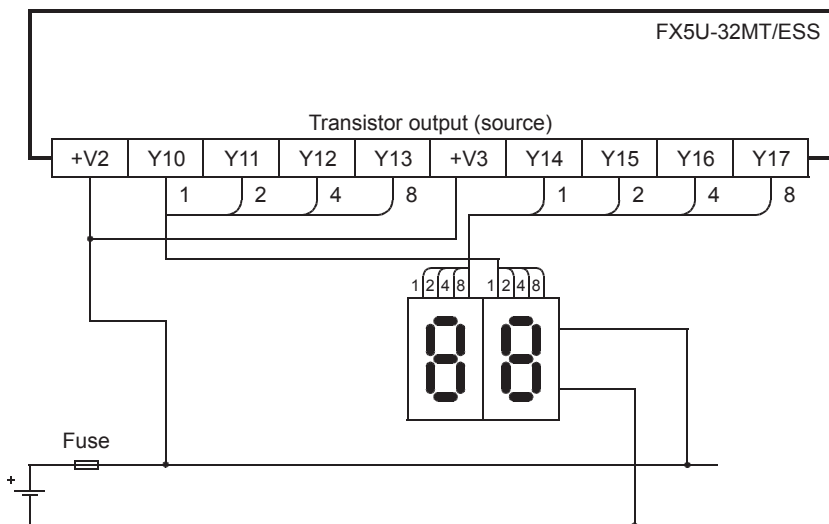 FX5U-32MT/ESS
Transistor output (source)
+V2 Y10 Y11 Y12 Y13 +V3 Y14 Y15 Y16 Y17
1 2 4 8 1 2 4 8
1 2 4 8 1 2 4 8
88
Fuse
+